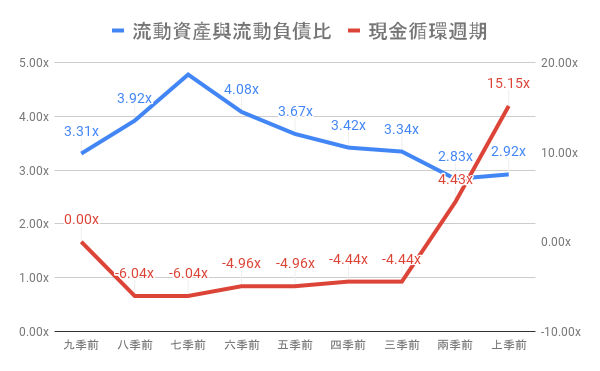 流動資產與流動負債比 現金循環週期
5.00x 20.00x
4.00x 10.00x
3.00x 0.00x
2.00x -10.00x
1.00x
0.00x
3.31x 3.92x 4.08x 3.67x 3.42x 3.34x 2.83x 2.92x
0.00x -6.04x -6.04x -4.96x -4.96x -4.44x -4.44x 4.43x 15.15x
九季前 八季前 七季前 六季前 五季前 四季前 三季前 兩季前 上季前